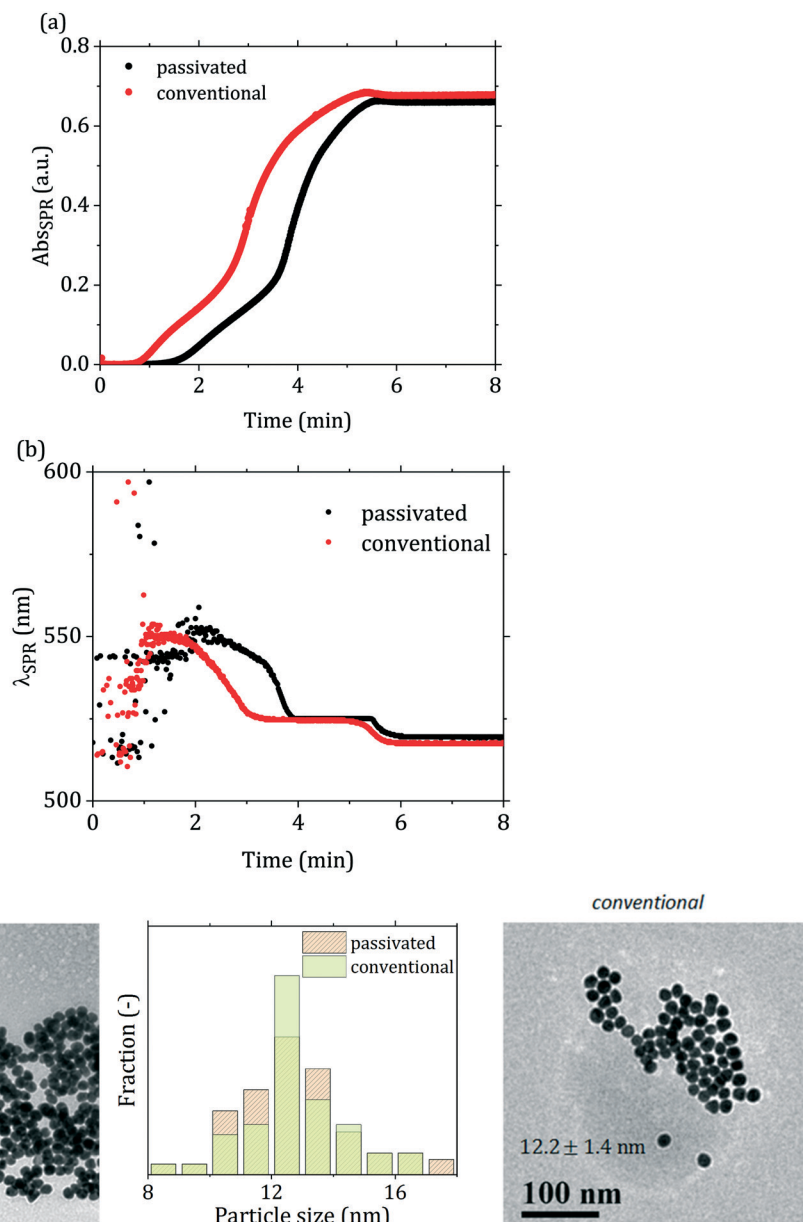 (a)
0.8
0.6
0.4
0.2
0.0
Abs_SPR (a.u.)
passivated
conventional
0 2 4 6 8
Time (min)
(b)
600
550
500
λ_SPR (nm)
passivated
conventional
0 2 4 6 8
Time (min)
Fraction (-)
passivated
conventional
8 12 16
Particle size (nm)
conventional
12.2 ± 1.4 nm
100 nm